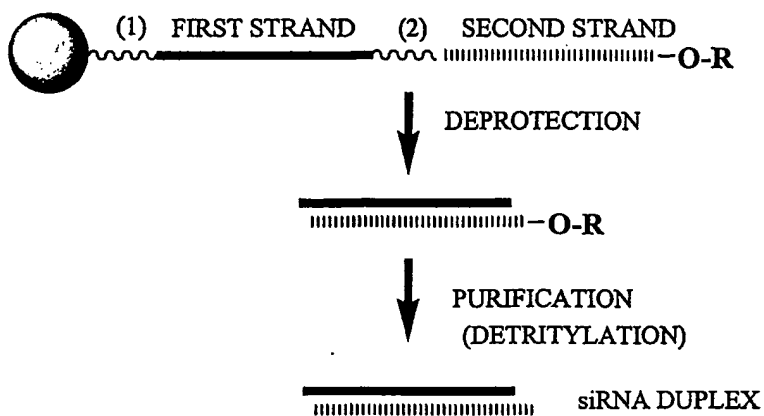 (1) FIRST STRAND (2) SECOND STRAND
O-R
DEPROTECTION
O-R
PURIFICATION
(DETRITYLATION)
siRNA DUPLEX